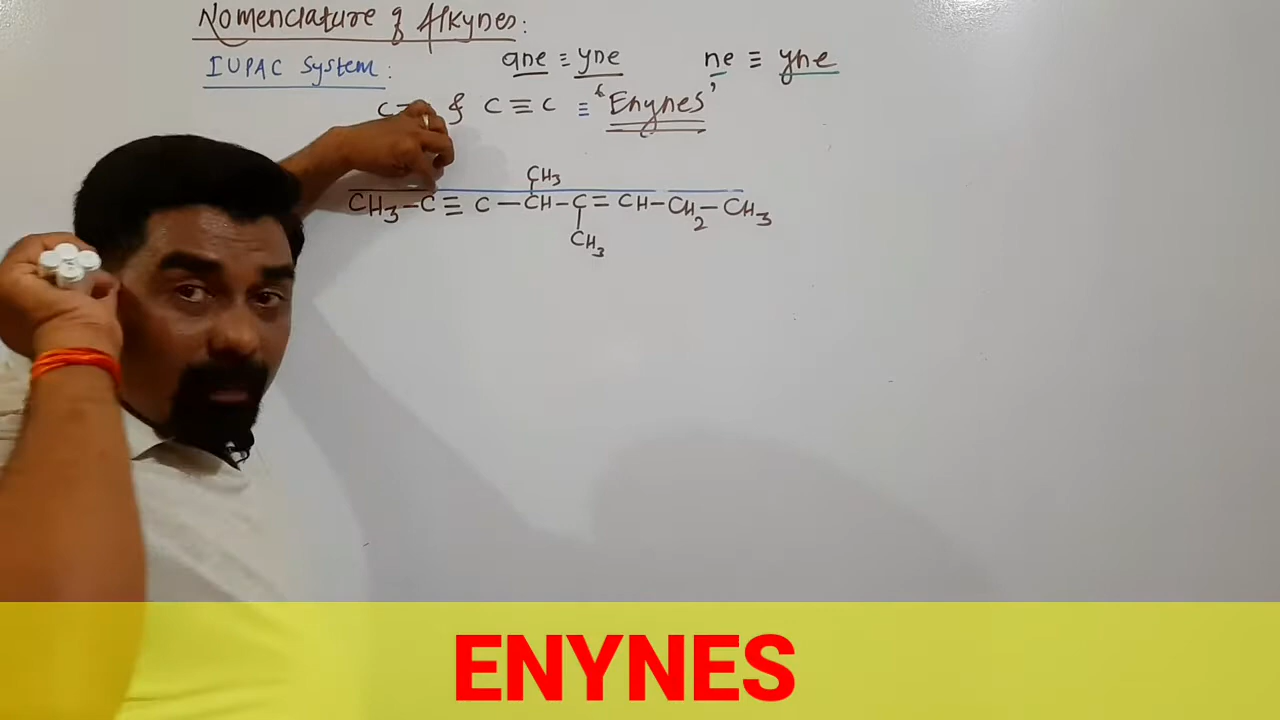 Nomenclature of Alkynes:
IUPAC System: ane ≡ yne ne ≡ yne
C & C ≡ C ≡ 'Enynes'
CH3
CH3-C ≡ C-CH-C=CH-CH2-CH3
CH3
ENYNES